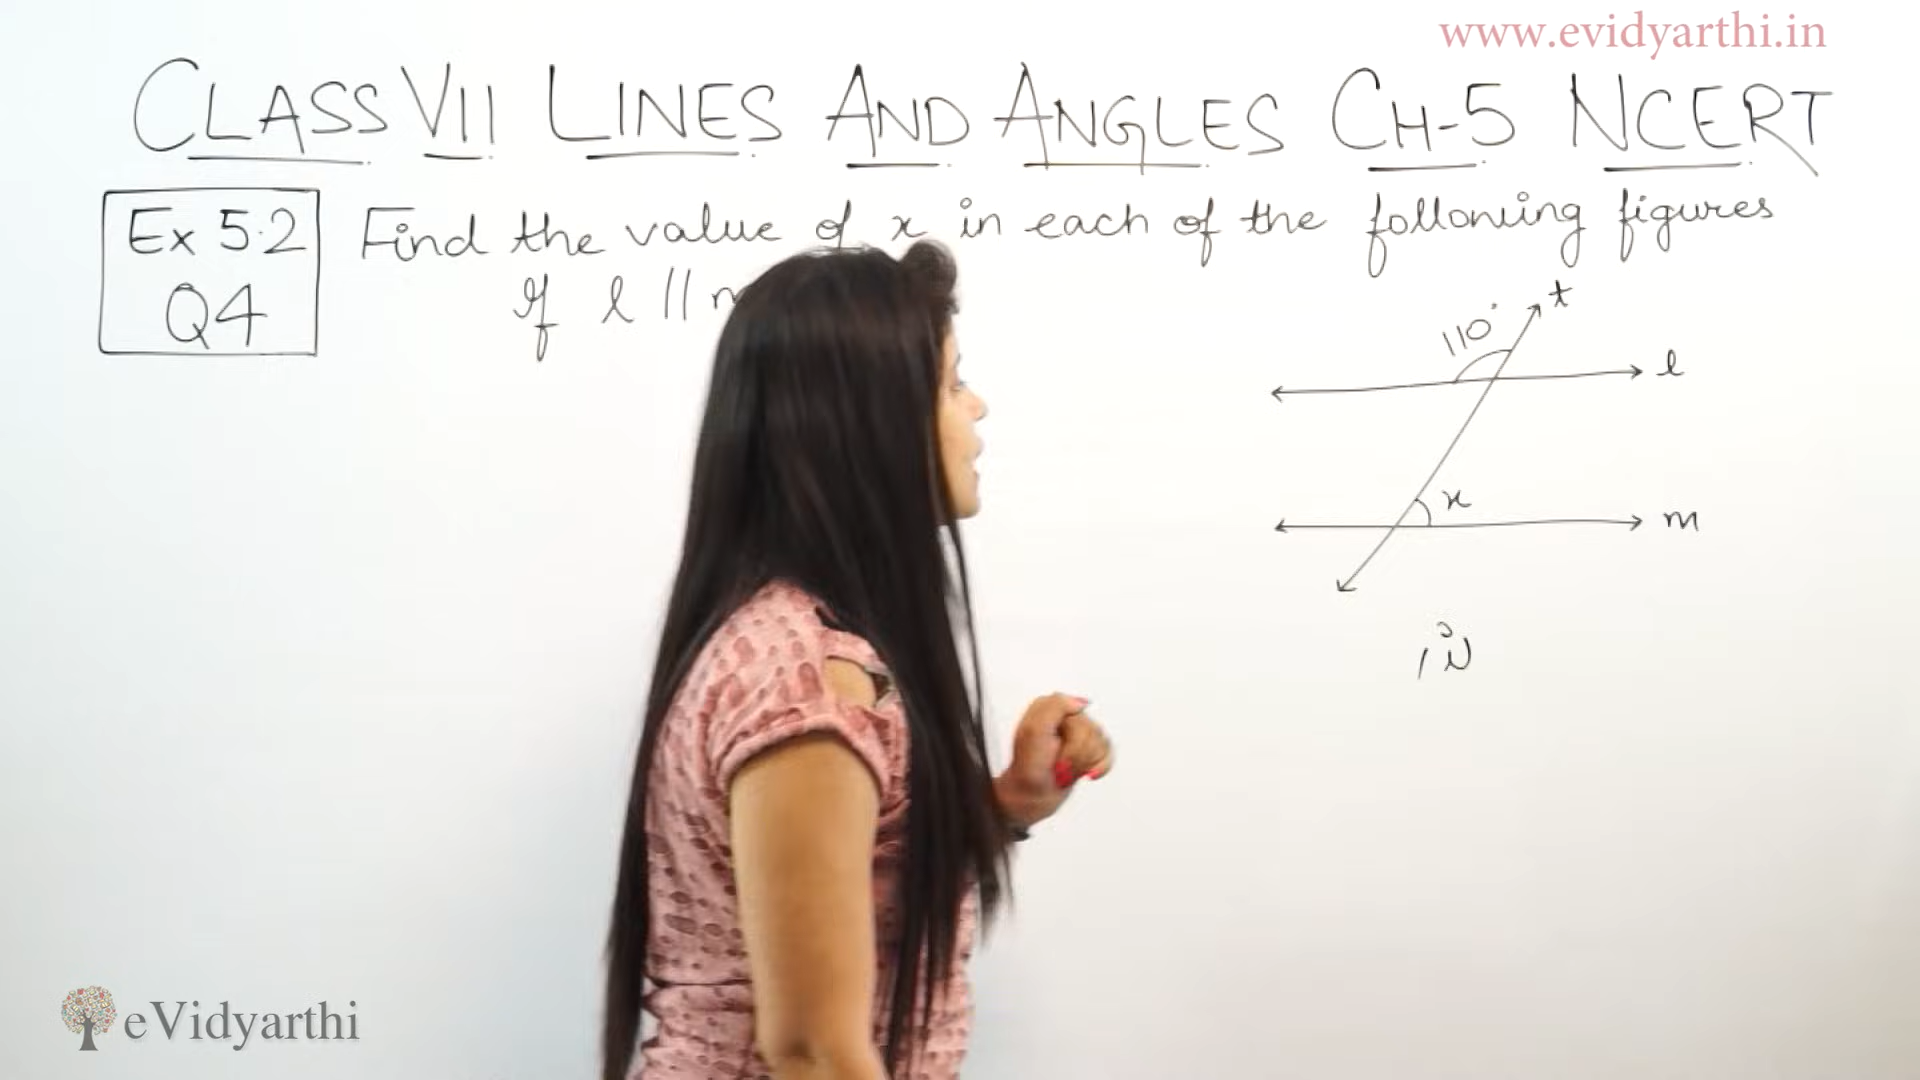 www.evidyarthi.in
CLASS VII LINES AND ANGLES CH-5 NCERT
Ex 5.2
Q4
Find the value of x in each of the following figures
If l || m
110°
t
l
x
m
eVidyarthi